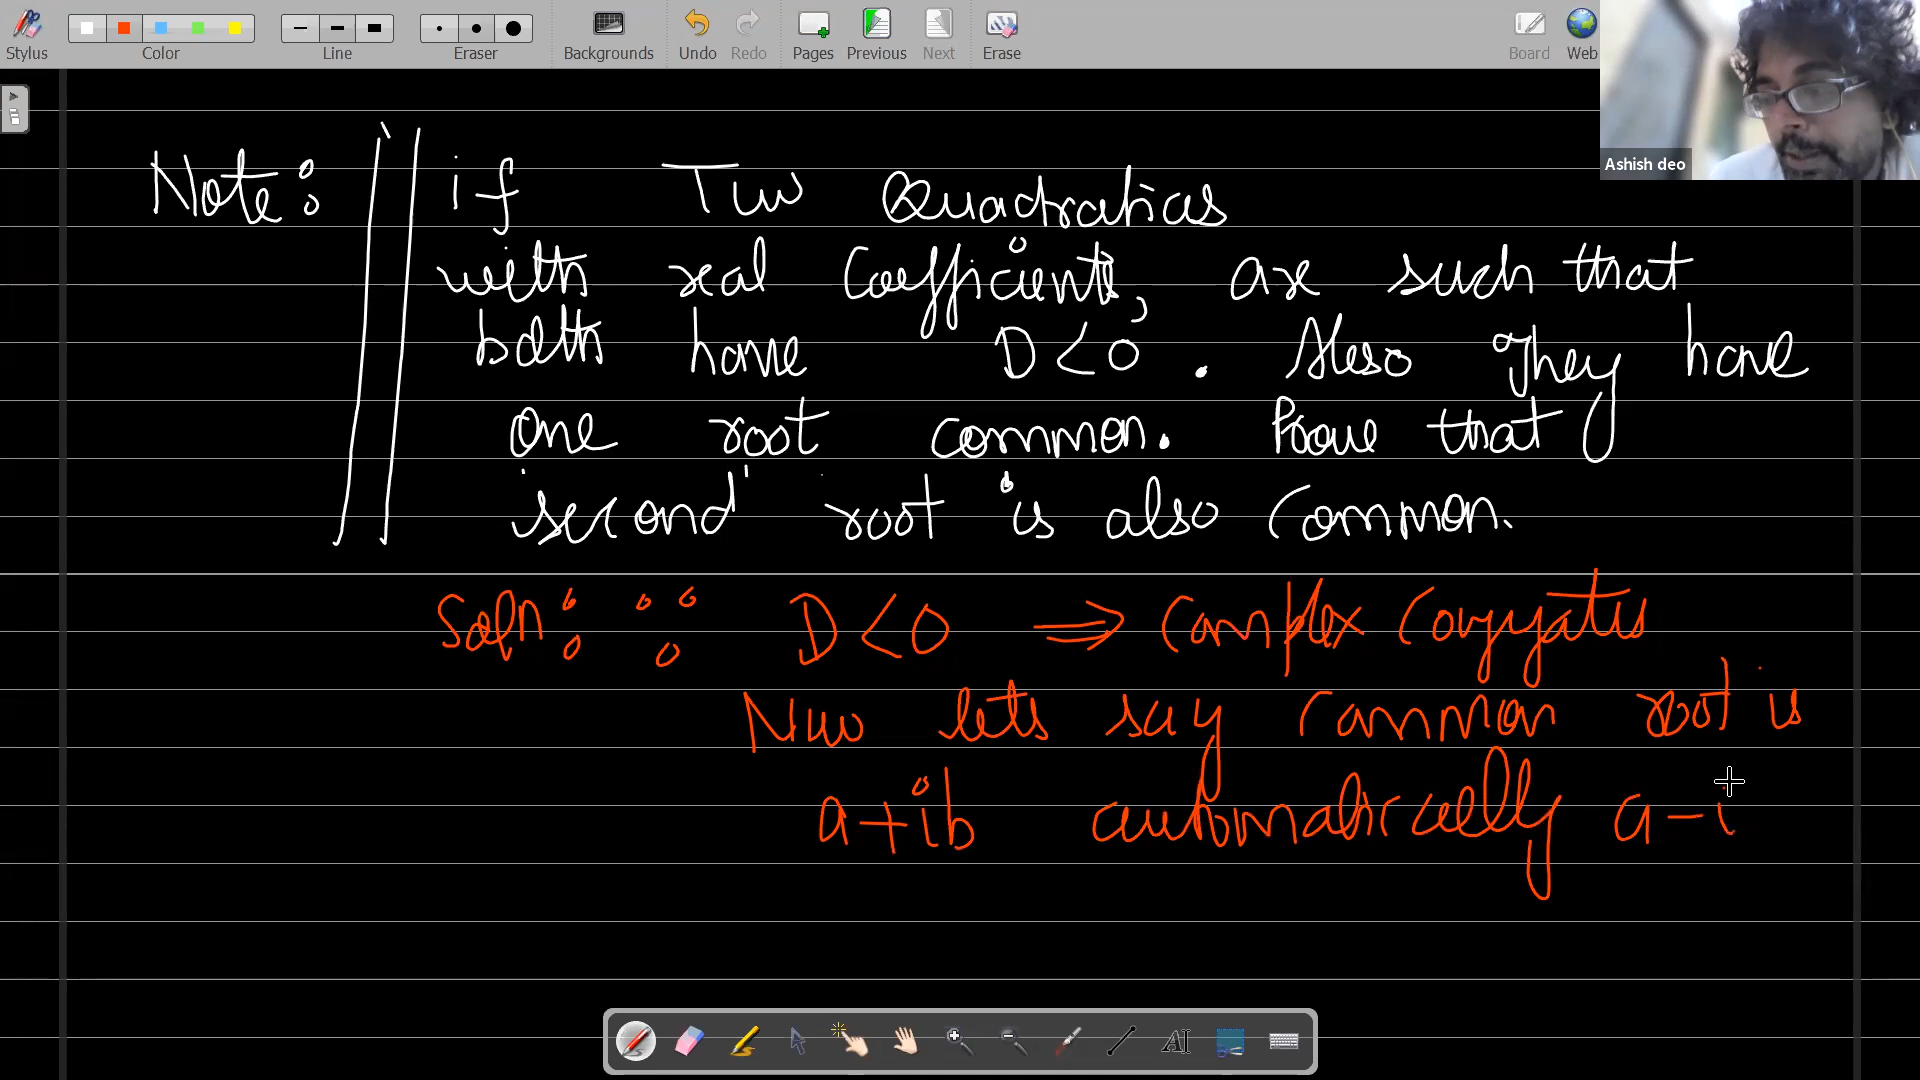 Stylus
Color
Line
Eraser
Backgrounds
Undo
Redo
Pages
Previous
Next
Erase
Board
Web
Ashish deo
Note: if Two Quadratics
with real Coefficients, are such that
both have D<0. Also They have
one root common. Prove that
second root is also Common.
Soln: ∵ D<0 ⇒ Complex Conjugates
Now lets say common root is
a+ib automatically a-i